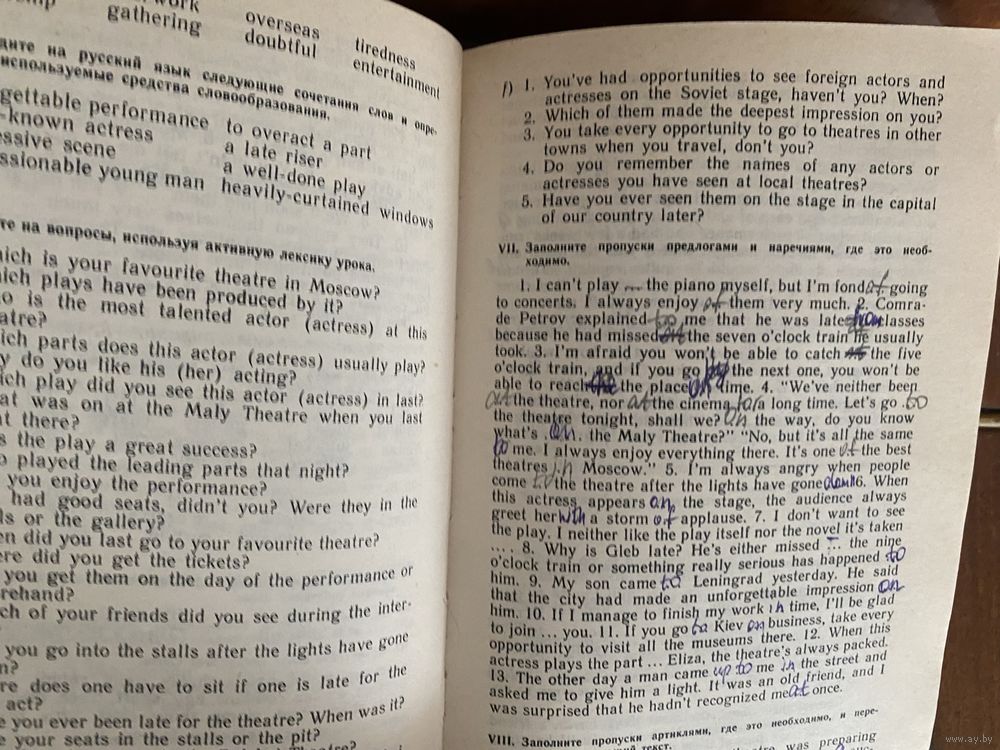 work overseas tiredness
gathering doubtful entertainment
дите на русский язык следующие сочетания слов и опре-
используемые средства словообразования.
gettable performance to overact a part
-known actress a late riser
essive scene a well-done play
ssionable young man heavily-curtained windows
те на вопросы, используя активную лексику урока.
hich is your favourite theatre in Moscow?
hich plays have been produced by it?
o is the most talented actor (actress) at this
atre?
ich parts does this actor (actress) usually play?
y do you like his (her) acting?
ich play did you see this actor (actress) in last?
at was on at the Maly Theatre when you last
t there?
s the play a great success?
o played the leading parts that night?
you enjoy the performance?
had good seats, didn't you? Were they in the
ls or the gallery?
en did you last go to your favourite theatre?
ere did you get the tickets?
you get them on the day of the performance or
rehand?
ch of your friends did you see during the inter-
you go into the stalls after the lights have gone
n?
re does one have to sit if one is late for the
act?
e you ever been late for the theatre? When was it?
e your seats in the stalls or the pit?
f) 1. You've had opportunities to see foreign actors and
actresses on the Soviet stage, haven't you? When?
2. Which of them made the deepest impression on you?
3. You take every opportunity to go to theatres in other
towns when you travel, don't you?
4. Do you remember the names of any actors or
actresses you have seen at local theatres?
5. Have you ever seen them on the stage in the capital
of our country later?
VII. Заполните пропуски предлогами и наречиями, где это необ-
ходимо.
1. I can't play ... the piano myself, but I'm fond of going
to concerts. I always enjoy of them very much. 2. Comra-
de Petrov explained to me that he was late from classes
because he had missed the seven o'clock train he usually
took. 3. I'm afraid you won't be able to catch the five
o'clock train, and if you go by the next one, you won't be
able to reach the place on time. 4. "We've neither been
at the theatre, nor at the cinema for a long time. Let's go to
the theatre tonight, shall we? On the way, do you know
what's on the Maly Theatre?" "No, but it's all the same
to me. I always enjoy everything there. It's one of the best
theatres in Moscow." 5. I'm always angry when people
come to the theatre after the lights have gone down 6. When
this actress appears on the stage, the audience always
greet her with a storm of applause. 7. I don't want to see
the play. I neither like the play itself nor the novel it's taken
.... 8. Why is Gleb late? He's either missed ... the nine
o'clock train or something really serious has happened to
him. 9. My son came to Leningrad yesterday. He said
that the city had made an unforgettable impression on
him. 10. If I manage to finish my work in time, I'll be glad
to join ... you. 11. If you go to Kiev on business, take every
opportunity to visit all the museums there. 12. When this
actress plays the part ... Eliza, the theatre's always packed.
13. The other day a man came up to me in the street and
asked me to give him a light. It was an old friend, and I
was surprised that he hadn't recognized me at once.
VIII. Заполните пропуски артиклями, где это необходимо, и пере-
текст.
theatre was preparing
www.ay.by